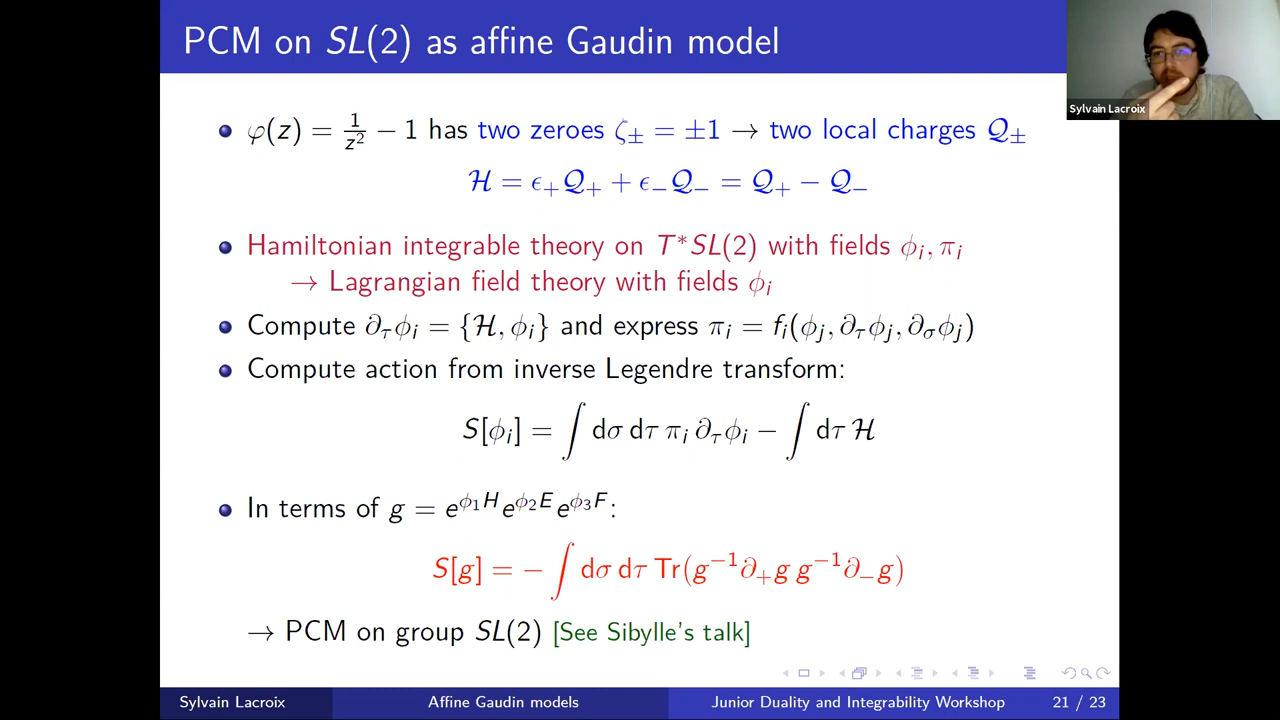 PCM on SL(2) as affine Gaudin model
Sylvain Lacroix
φ(z) = 1/z² − 1 has two zeroes ζ± = ±1 → two local charges 𝒬±
ℋ = ϵ₊𝒬₊ + ϵ₋𝒬₋ = 𝒬₊ − 𝒬₋
Hamiltonian integrable theory on T*SL(2) with fields ϕᵢ, πᵢ
→ Lagrangian field theory with fields ϕᵢ
Compute ∂τϕᵢ = {ℋ, ϕᵢ} and express πᵢ = fᵢ(ϕⱼ, ∂τϕⱼ, ∂σϕⱼ)
Compute action from inverse Legendre transform:
S[ϕᵢ] = ∫ dσ dτ πᵢ ∂τϕᵢ − ∫ dτ ℋ
In terms of g = e^{ϕ₁H} e^{ϕ₂E} e^{ϕ₃F}:
S[g] = − ∫ dσ dτ Tr(g⁻¹∂₊g g⁻¹∂₋g)
→ PCM on group SL(2) [See Sibylle's talk]
Sylvain Lacroix Affine Gaudin models Junior Duality and Integrability Workshop 21 / 23